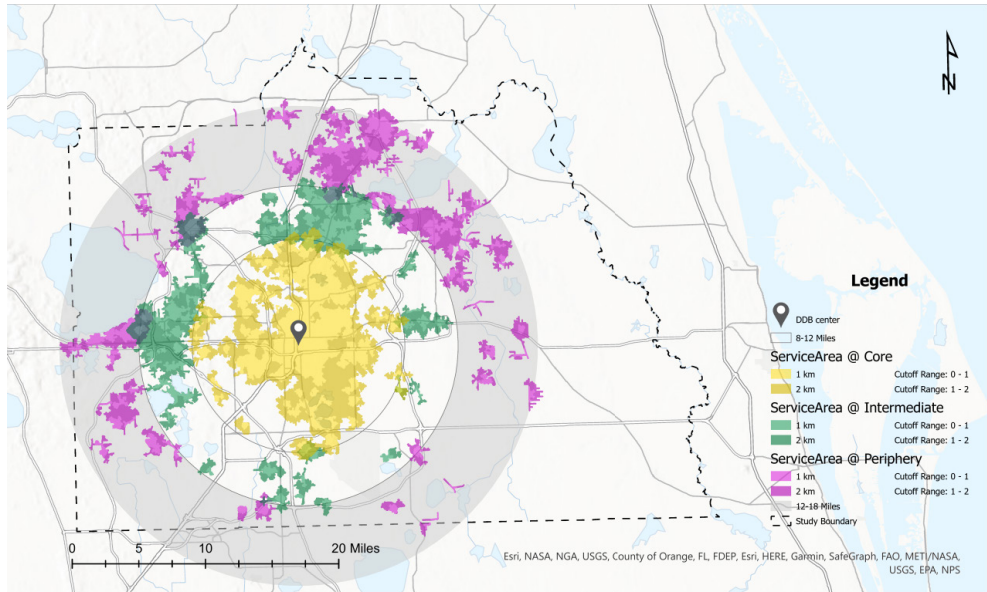 N
Legend
DDB center
8-12 Miles
ServiceArea @ Core
1 km Cutoff Range: 0 - 1
2 km Cutoff Range: 1 - 2
ServiceArea @ Intermediate
1 km Cutoff Range: 0 - 1
2 km Cutoff Range: 1 - 2
ServiceArea @ Periphery
1 km Cutoff Range: 0 - 1
2 km Cutoff Range: 1 - 2
12-18 Miles
Study Boundary
0 5 10 20 Miles
Esri, NASA, NGA, USGS, County of Orange, FL, FDEP, Esri, HERE, Garmin, SafeGraph, FAO, METI/NASA,
USGS, EPA, NPS